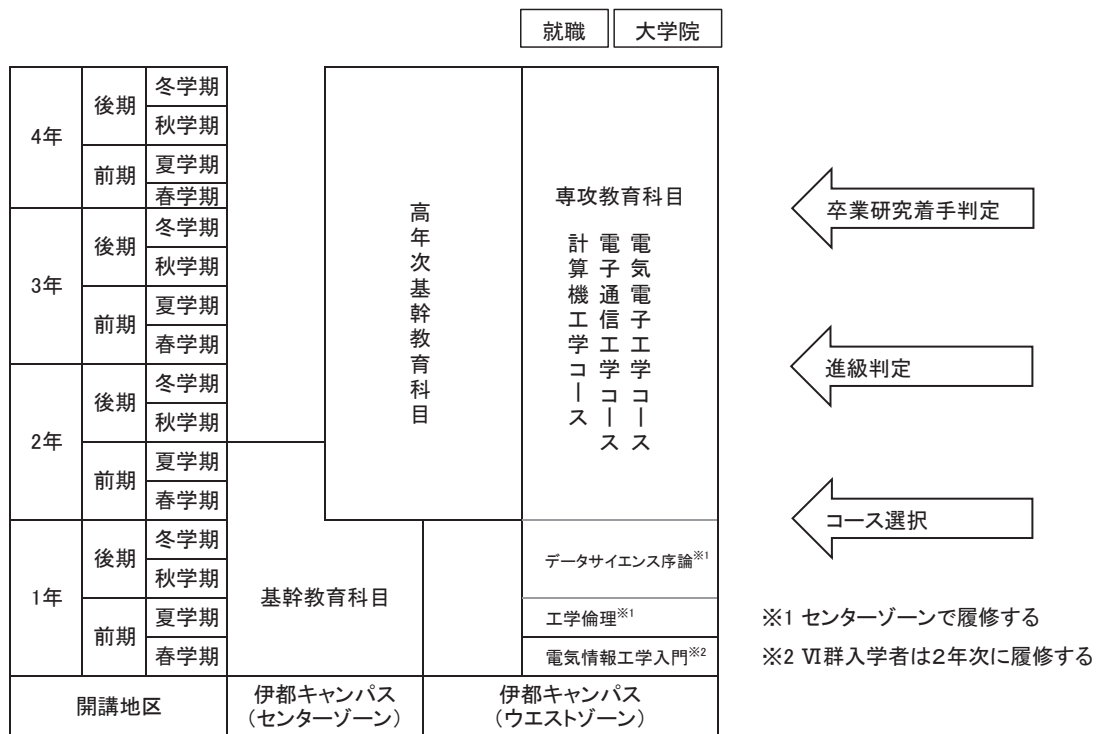 就職
大学院
4年
後期
冬学期
秋学期
前期
夏学期
春学期
3年
後期
冬学期
秋学期
前期
夏学期
春学期
2年
後期
冬学期
秋学期
前期
夏学期
春学期
1年
後期
冬学期
秋学期
前期
夏学期
春学期
高年次基幹教育科目
専攻教育科目
電気電子工学コース
電子通信工学コース
計算機工学コース
基幹教育科目
データサイエンス序論※1
工学倫理※1
電気情報工学入門※2
開講地区
伊都キャンパス
（センターゾーン）
伊都キャンパス
（ウエストゾーン）
卒業研究着手判定
進級判定
コース選択
※1 センターゾーンで履修する
※2 Ⅵ群入学者は２年次に履修する